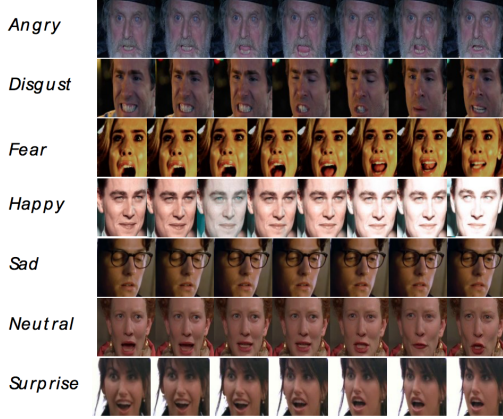 Angry
Disgust
Fear
Happy
Sad
Neutral
Surprise